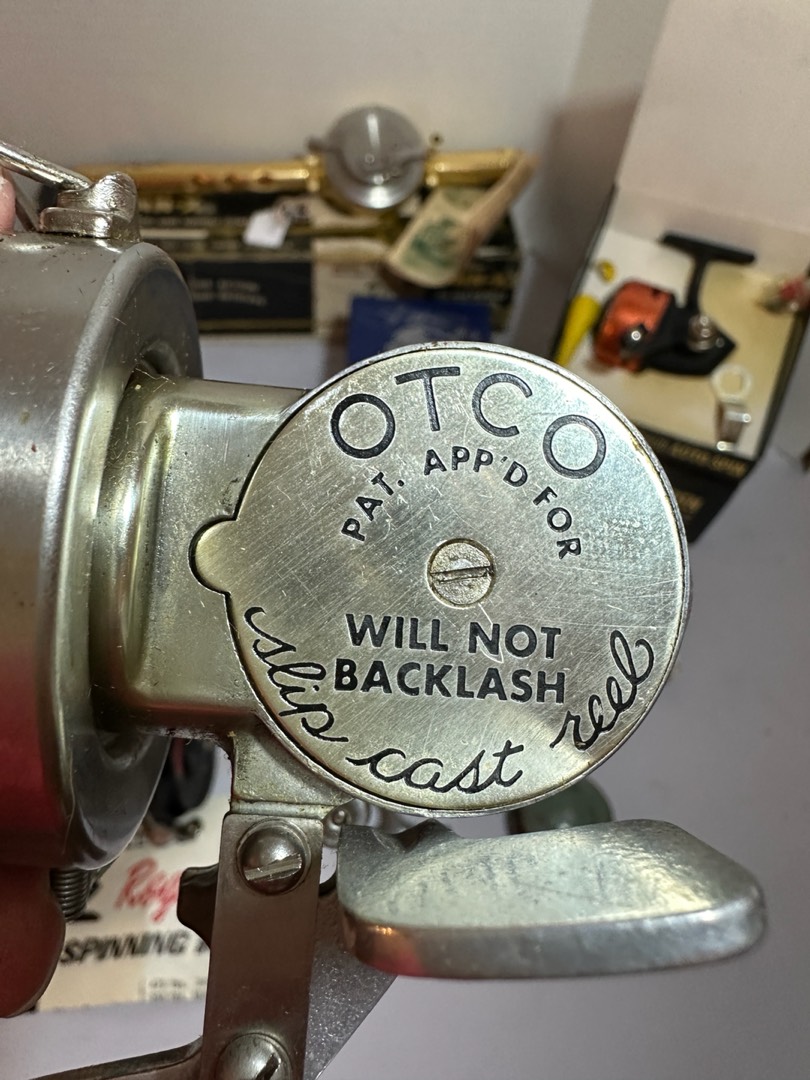 OTCO
PAT. APP'D FOR
WILL NOT
BACKLASH
slip cast reel
SPINNING